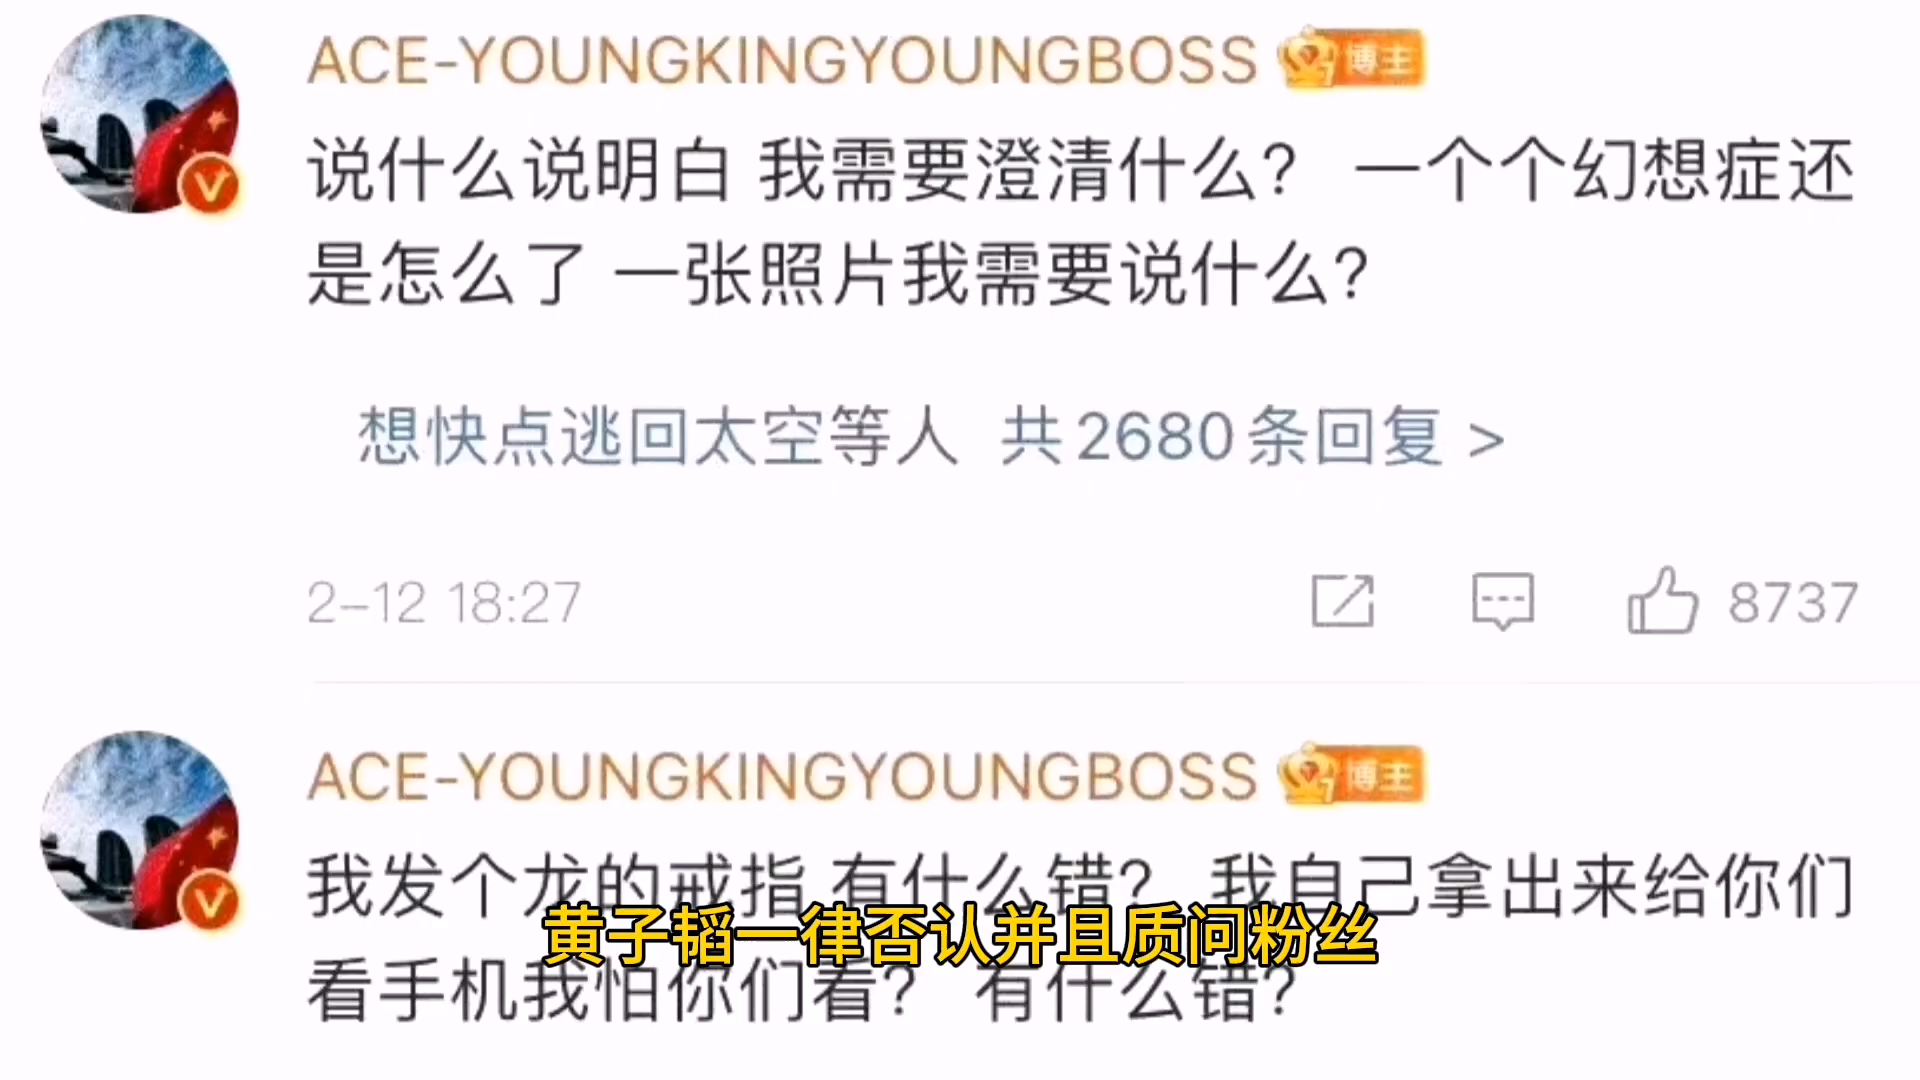 ACE-YOUNGKINGYOUNGBOSS 博主
说什么说明白 我需要澄清什么? 一个个幻想症还
是怎么了 一张照片我需要说什么?
想快点逃回太空等人 共2680条回复 >
2-12 18:27 8737
ACE-YOUNGKINGYOUNGBOSS 博主
我发个龙的戒指 有什么错? 我自己拿出来给你们
黄子韬一律否认并且质问粉丝
看手机我怕你们看? 有什么错?